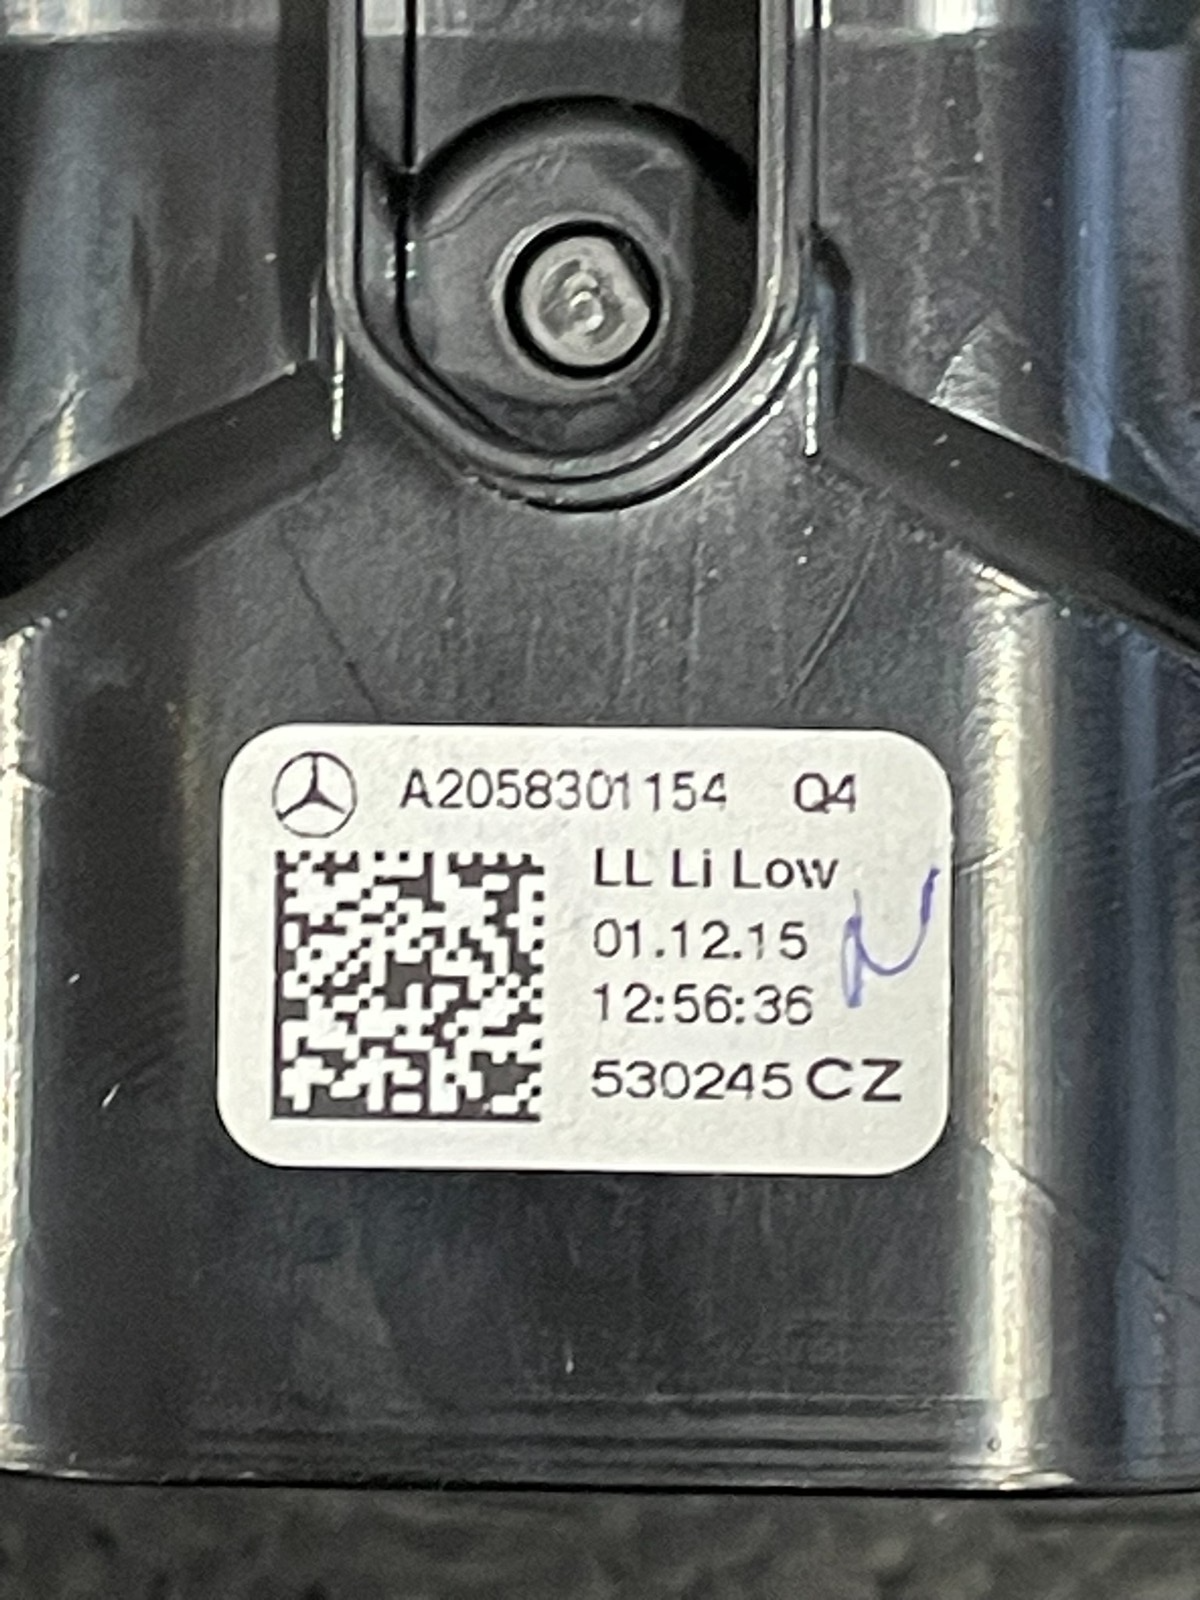 A2058301154 Q4
LL Li Low
01.12.15
12:56:36
530245 CZ